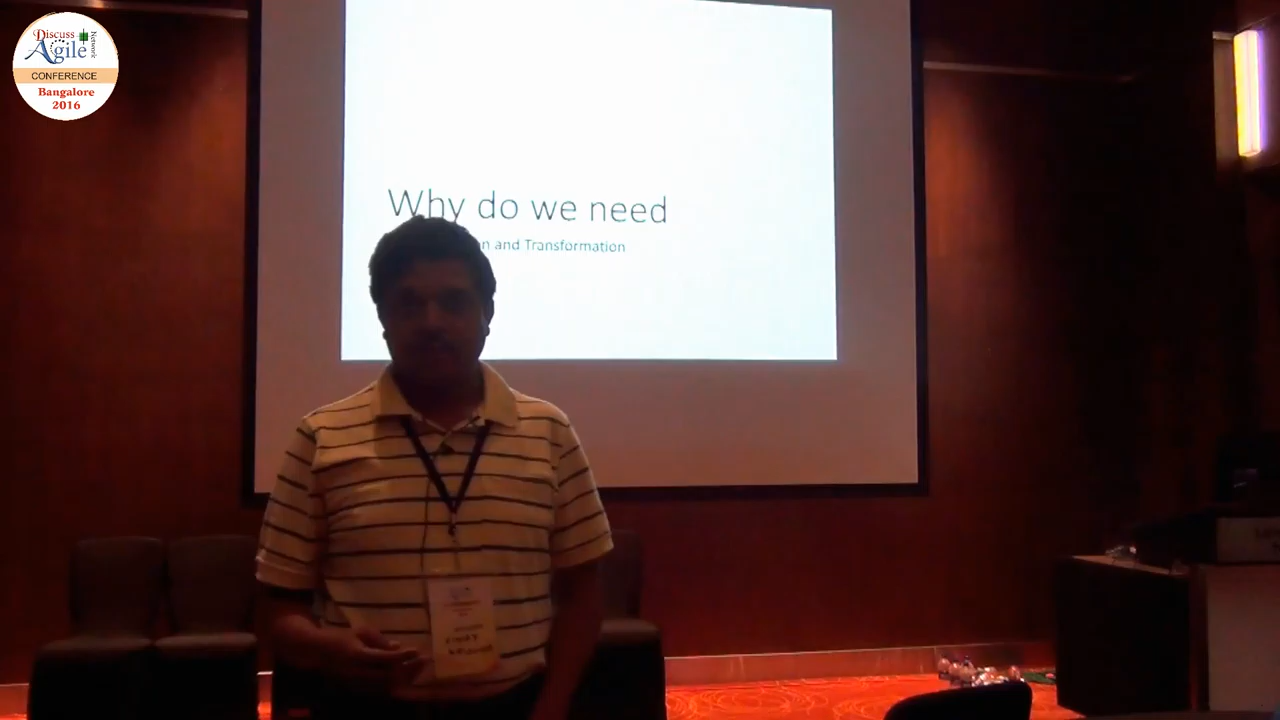 Discuss
Agile
Network
CONFERENCE
Bangalore
2016
Why do we need
and Transformation